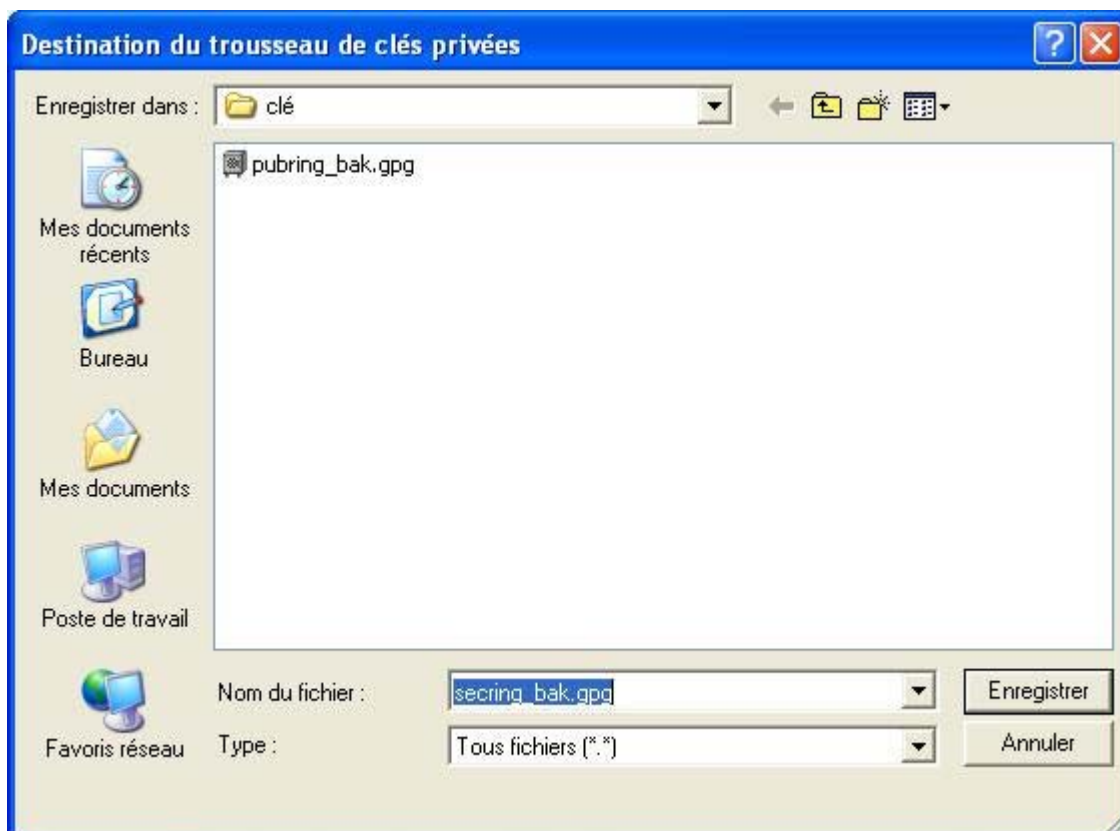 Destination du trousseau de clés privées
Enregistrer dans :
clé
pubring_bak.gpg
Mes documents
récents
Bureau
Mes documents
Poste de travail
Favoris réseau
Nom du fichier :
secring_bak.gpg
Enregistrer
Type :
Tous fichiers (*.*)
Annuler